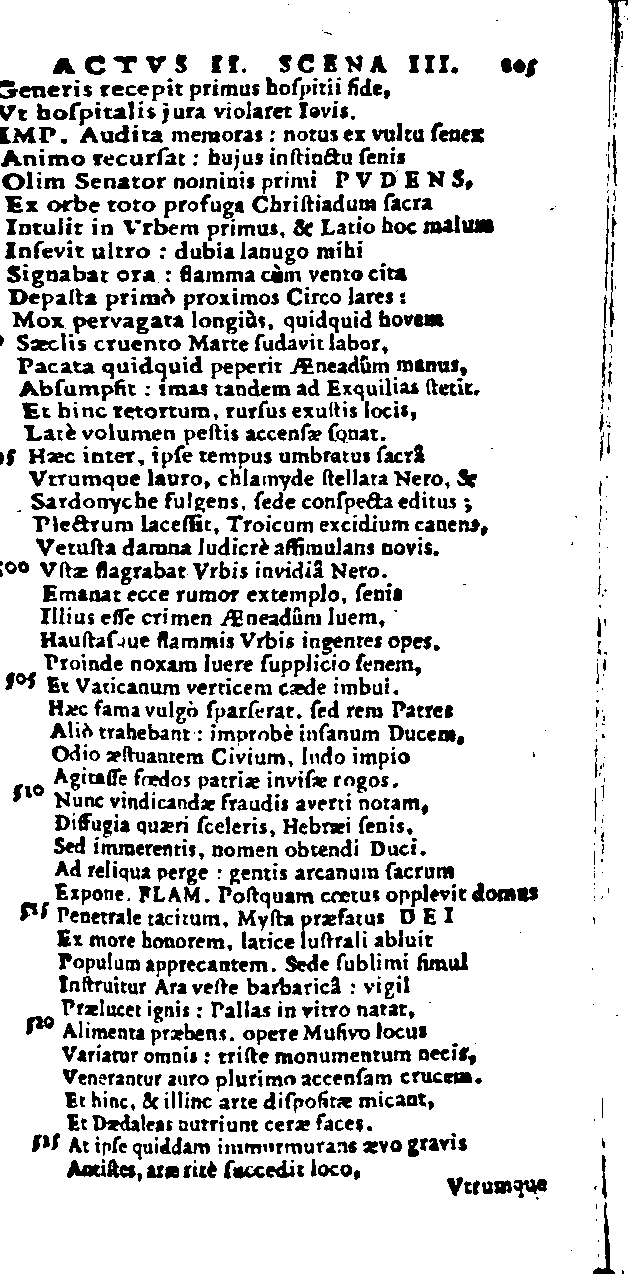 ACTVS II. SCENA III. 105
Generis recepit primus hoſpitii fide,
Vt hoſpitalis jura violaret Iovis.
IMP. Audita memoras : notus ex vultu ſenex
Animo recurſat : hujus inſtinctu ſenis
Olim Senator nominis primi PVDENS,
Ex orbe toto profuga Chriſtiadum ſacra
Intulit in Vrbem primus, & Latio hoc malum
Inſevit ultro : dubia lanugo mihi
Signabat ora : flamma cùm vento cita
Depaſta primò proximos Circo lares :
Mox pervagata longiùs, quidquid bovem
Sæclis cruento Marte ſudavit labor,
Pacata quidquid peperit Æneadûm manus,
Abſumpſit : imas tandem ad Exquilias ſtetit.
Et hinc retortum, rurſus exuſtis locis,
Latè volumen peſtis accenſæ ſonat.
Hæc inter, ipſe tempus umbratus ſacrâ
Vtrumque lauro, chlamyde ſtellata Nero, &
Sardonyche fulgens, ſede conſpecta editus ;
Plectrum laceſſit, Troicum excidium canens,
Vetuſta damna ludicrè aſſimulans novis.
500 Vſtæ flagrabat Vrbis invidiâ Nero.
Emanat ecce rumor extemplo, ſenis
Illius eſſe crimen Æneadûm luem,
Hauſtaſque flammis Vrbis ingentes opes.
Proinde noxam luere ſupplicio ſenem,
505 Et Vaticanum verticem cæde imbui.
Hæc fama vulgò ſparſerat. ſed rem Patres
Aliò trahebant : improbè inſanum Ducem,
Odio æſtuantem Civium, ludo impio
Agitaſſe fœdos patriæ inviſæ rogos.
510 Nunc vindicandæ fraudis averti notam,
Diffugia quæri ſceleris, Hebræi ſenis,
Sed immerentis, nomen obtendi Duci.
Ad reliqua perge : gentis arcanum ſacrum
Expone. FLAM. Poſtquam cœtus opplevit domus
515 Penetrale tacitum, Myſta præfatus DEI
Ex more honorem, latice luſtrali abluit
Populum apprecantem. Sede ſublimi ſimul
Inſtruitur Ara veſte barbaricâ : vigil
Prælucet ignis : Pallas in vitro natat,
520 Alimenta præbens. opere Muſivo locus
Variatur omnis : triſte monumentum necis,
Venerantur auro plurimo accenſam crucem.
Et hinc, & illinc arte diſpoſitæ micant,
Et Dædaleas nutriunt ceræ faces.
525 At ipſe quiddam immurmurans ævo gravis
Antiſtes, aræ ritè ſuccedit loco,
Vtrumque